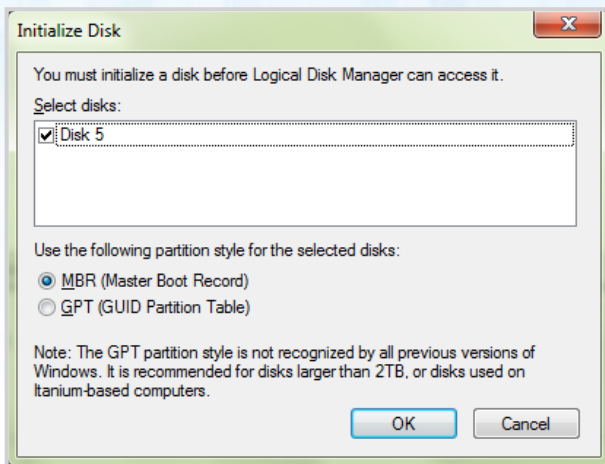 Initialize Disk
You must initialize a disk before Logical Disk Manager can access it.
Select disks:
Disk 5
Use the following partition style for the selected disks:
MBR (Master Boot Record)
GPT (GUID Partition Table)
Note: The GPT partition style is not recognized by all previous versions of
Windows. It is recommended for disks larger than 2TB, or disks used on
Itanium-based computers.
OK Cancel